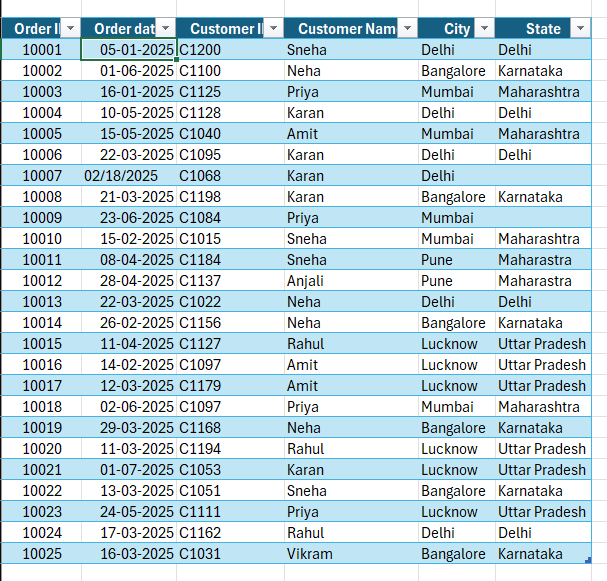 Order I Order dat Customer I Customer Nam City State
10001 05-01-2025 C1200 Sneha Delhi Delhi
10002 01-06-2025 C1100 Neha Bangalore Karnataka
10003 16-01-2025 C1125 Priya Mumbai Maharashtra
10004 10-05-2025 C1128 Karan Delhi Delhi
10005 15-05-2025 C1040 Amit Mumbai Maharashtra
10006 22-03-2025 C1095 Karan Delhi Delhi
10007 02/18/2025 C1068 Karan Delhi
10008 21-03-2025 C1198 Karan Bangalore Karnataka
10009 23-06-2025 C1084 Priya Mumbai
10010 15-02-2025 C1015 Sneha Mumbai Maharashtra
10011 08-04-2025 C1184 Sneha Pune Maharastra
10012 28-04-2025 C1137 Anjali Pune Maharastra
10013 22-03-2025 C1022 Neha Delhi Delhi
10014 26-02-2025 C1156 Neha Bangalore Karnataka
10015 11-04-2025 C1127 Rahul Lucknow Uttar Pradesh
10016 14-02-2025 C1097 Amit Lucknow Uttar Pradesh
10017 12-03-2025 C1179 Amit Lucknow Uttar Pradesh
10018 02-06-2025 C1097 Priya Mumbai Maharashtra
10019 29-03-2025 C1168 Neha Bangalore Karnataka
10020 11-03-2025 C1194 Rahul Lucknow Uttar Pradesh
10021 01-07-2025 C1053 Karan Lucknow Uttar Pradesh
10022 13-03-2025 C1051 Sneha Bangalore Karnataka
10023 24-05-2025 C1111 Priya Lucknow Uttar Pradesh
10024 17-03-2025 C1162 Rahul Delhi Delhi
10025 16-03-2025 C1031 Vikram Bangalore Karnataka